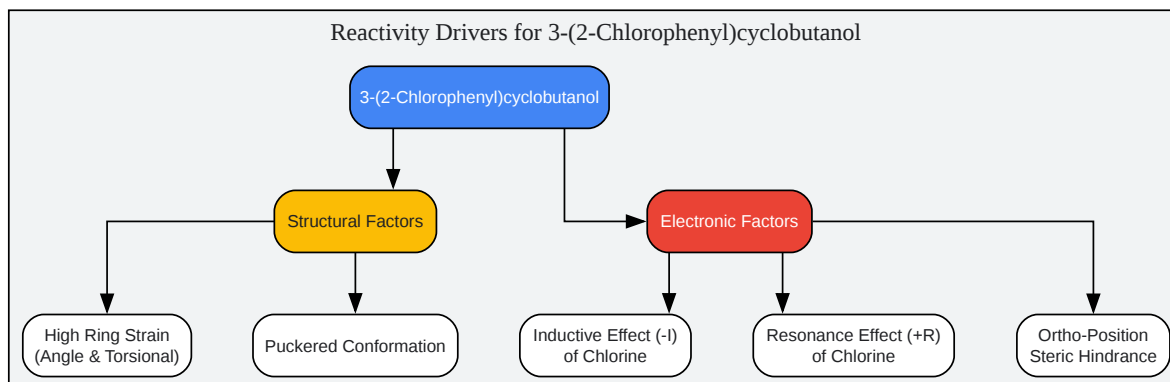 Reactivity Drivers for 3-(2-Chlorophenyl)cyclobutanol
3-(2-Chlorophenyl)cyclobutanol
Structural Factors
Electronic Factors
High Ring Strain
(Angle & Torsional)
Puckered Conformation
Inductive Effect (-I)
of Chlorine
Resonance Effect (+R)
of Chlorine
Ortho-Position
Steric Hindrance